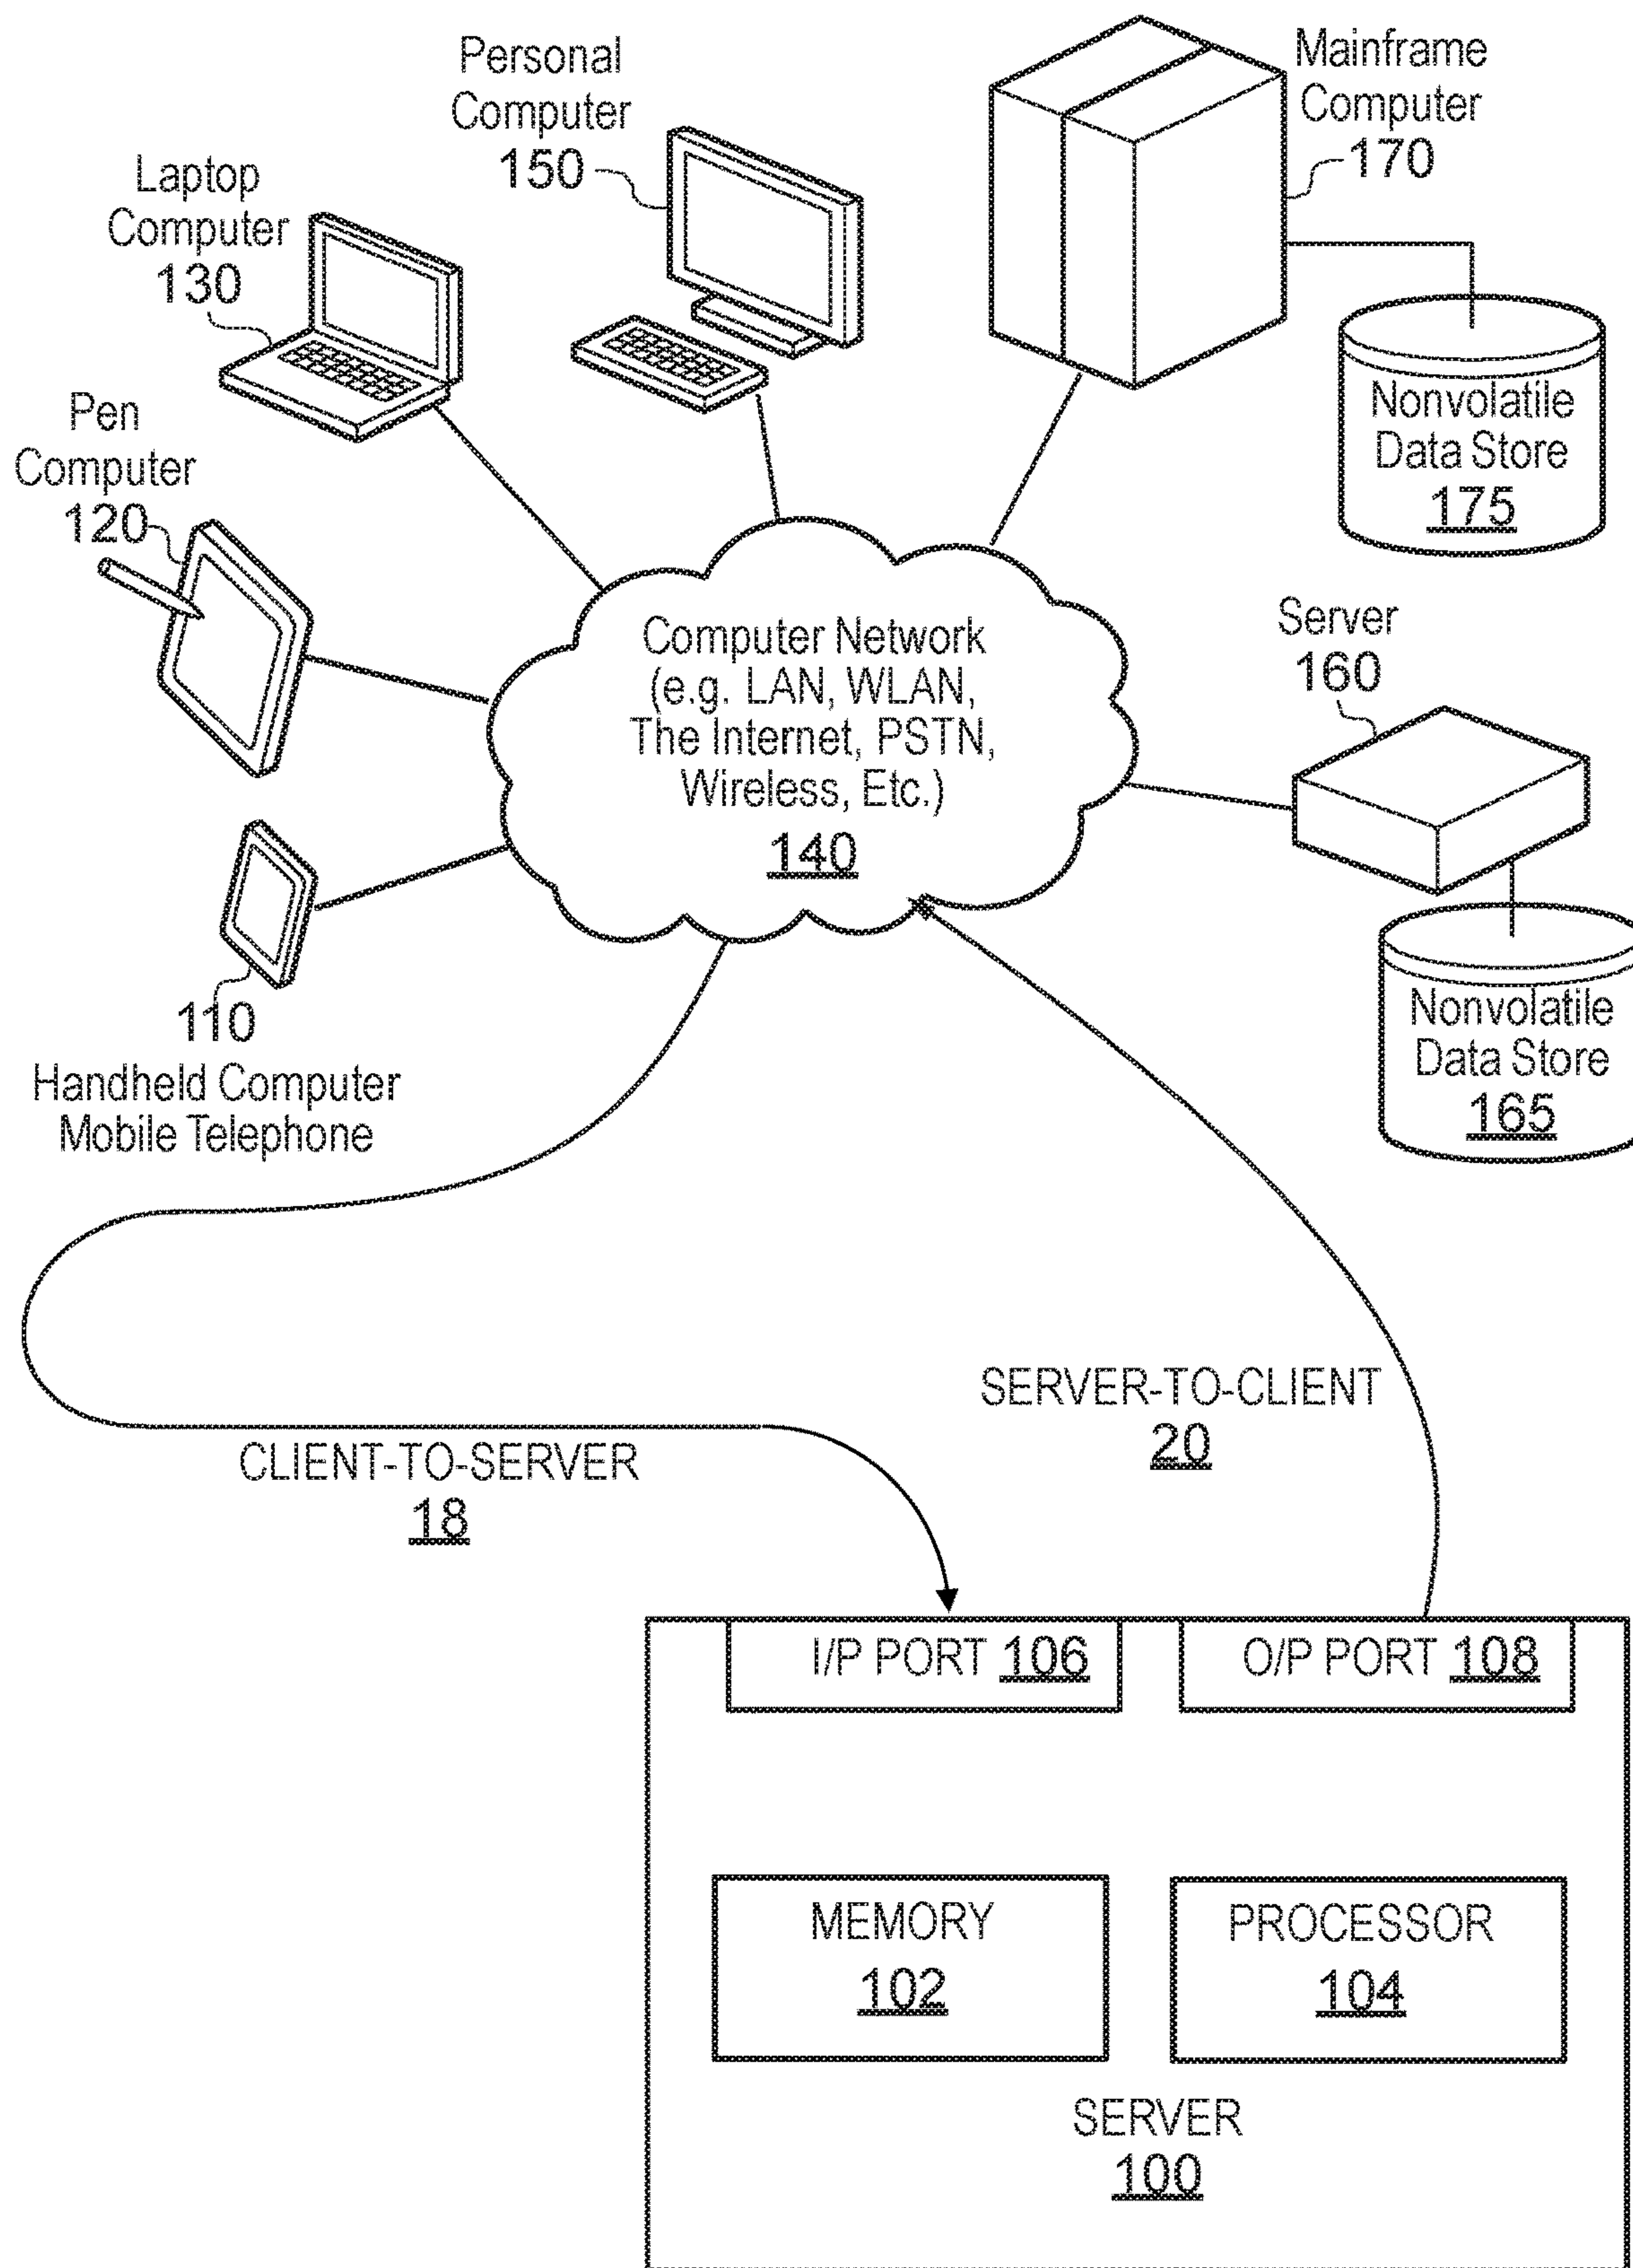 Personal
Computer
150
Mainframe
Computer
170
Laptop
Computer
130
Nonvolatile
Data Store
175
Pen
Computer
120
Computer Network
(e.g. LAN, WLAN,
The Internet, PSTN,
Wireless, Etc.)
140
Server
160
110
Handheld Computer
Mobile Telephone
Nonvolatile
Data Store
165
SERVER-TO-CLIENT
20
CLIENT-TO-SERVER
18
I/P PORT 106
O/P PORT 108
MEMORY
102
PROCESSOR
104
SERVER
100